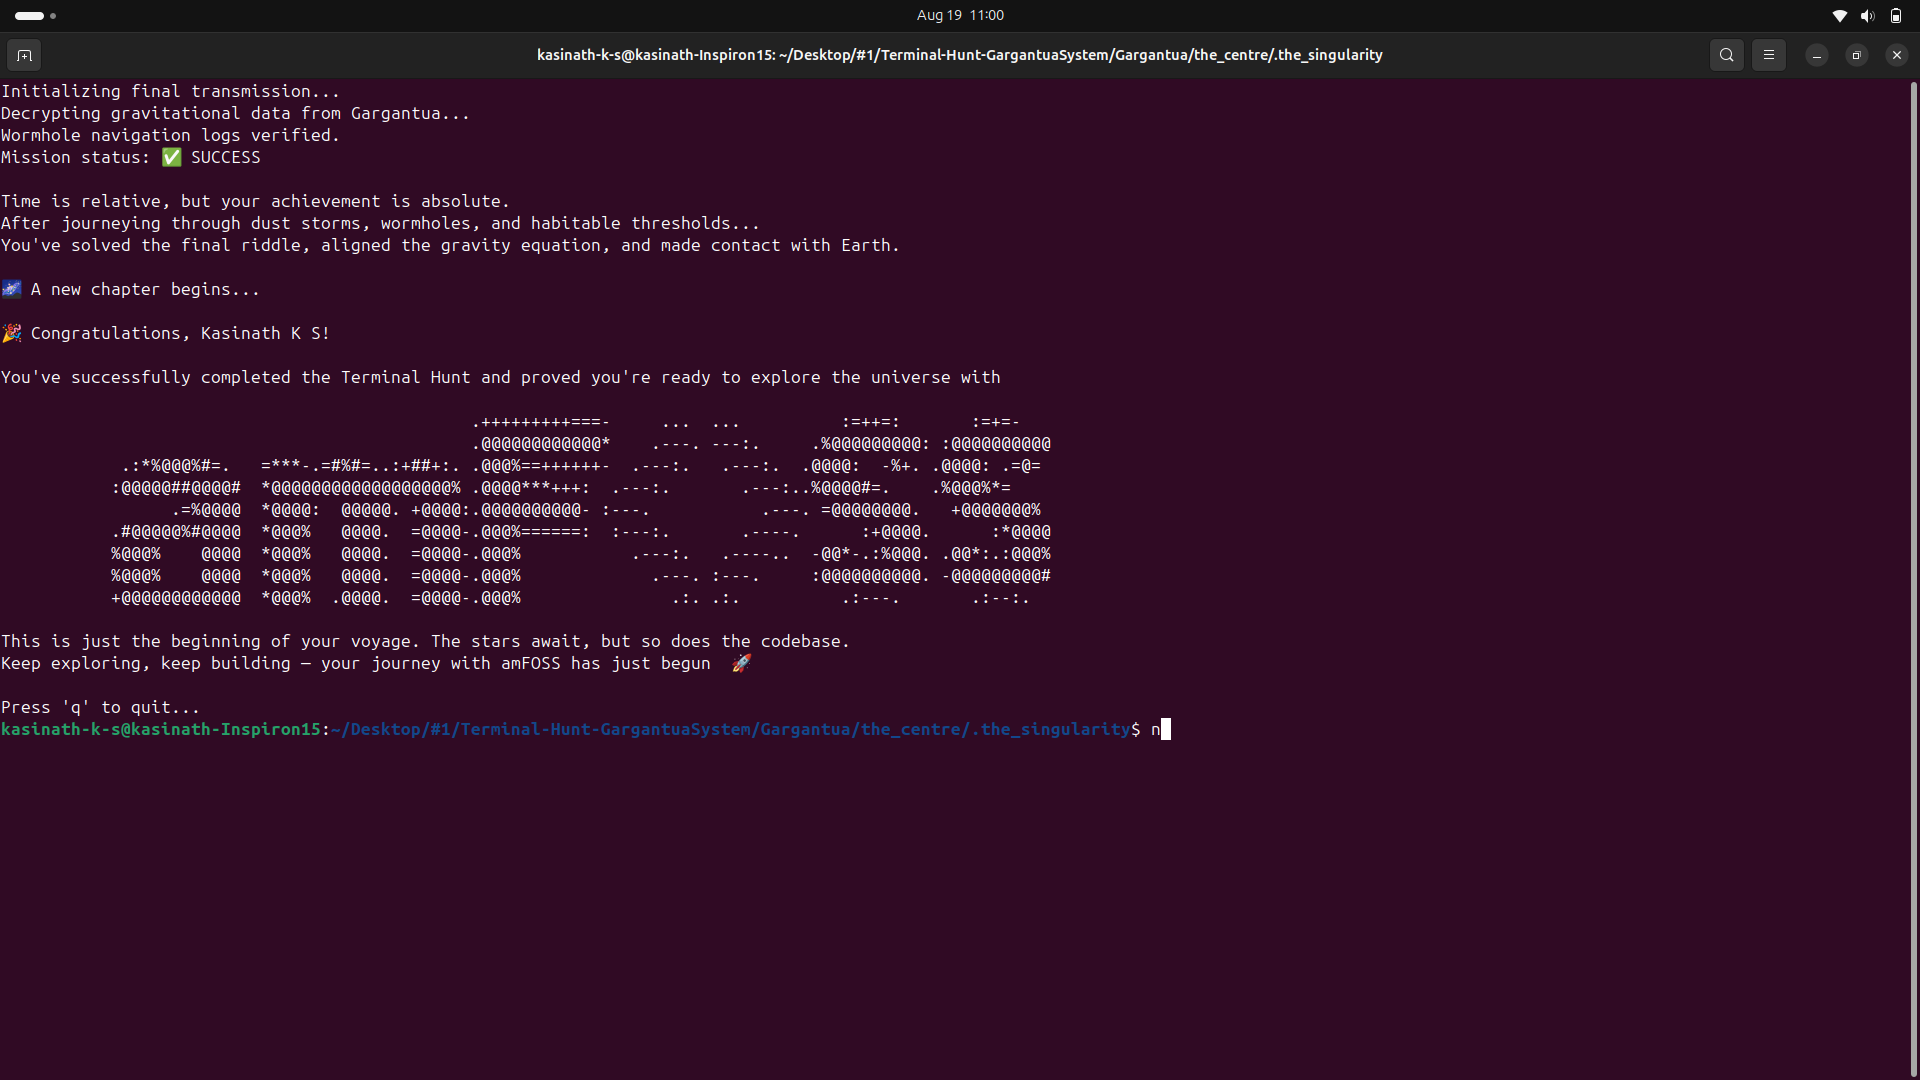 Aug 19 11:00
kasinath-k-s@kasinath-Inspiron15: ~/Desktop/#1/Terminal-Hunt-GargantuaSystem/Gargantua/the_centre/.the_singularity
Initializing final transmission...
Decrypting gravitational data from Gargantua...
Wormhole navigation logs verified.
Mission status: ✅ SUCCESS
Time is relative, but your achievement is absolute.
After journeying through dust storms, wormholes, and habitable thresholds...
You've solved the final riddle, aligned the gravity equation, and made contact with Earth.
🌌 A new chapter begins...
🎉 Congratulations, Kasinath K S!
You've successfully completed the Terminal Hunt and proved you're ready to explore the universe with
                                               .+++++++++===-     ...  ...          :=++=:       :=+=-
                                               .@@@@@@@@@@@@*    .---. ---:.     .%@@@@@@@@@: :@@@@@@@@@@
            .:*%@@@%#=.   =***-.=#%#=..:+##+:. .@@@%==++++++-  .---:.   .---:.  .@@@@:  -%+. .@@@@: .=@=
           :@@@@@##@@@@#  *@@@@@@@@@@@@@@@@@@% .@@@@***+++:  .---:.       .---:..%@@@@#=.    .%@@@%*=
                 .=%@@@@  *@@@@:  @@@@@. +@@@@:.@@@@@@@@@@- :---.           .---. =@@@@@@@@.   +@@@@@@@%
           .#@@@@@%#@@@@  *@@@%   @@@@.  =@@@@-.@@@%======:  :---:.       .----.      :+@@@@.      :*@@@@
           %@@@%    @@@@  *@@@%   @@@@.  =@@@@-.@@@%           .---:.   .----..  -@@*-.:%@@@. .@@*:.:@@@%
           %@@@%    @@@@  *@@@%   @@@@.  =@@@@-.@@@%             .---. :---.     :@@@@@@@@@@. -@@@@@@@@@#
           +@@@@@@@@@@@@  *@@@%  .@@@@.  =@@@@-.@@@%               .:. .:.          .:---.       .:--:.
This is just the beginning of your voyage. The stars await, but so does the codebase.
Keep exploring, keep building — your journey with amFOSS has just begun  🚀
Press 'q' to quit...
kasinath-k-s@kasinath-Inspiron15:~/Desktop/#1/Terminal-Hunt-GargantuaSystem/Gargantua/the_centre/.the_singularity$ n